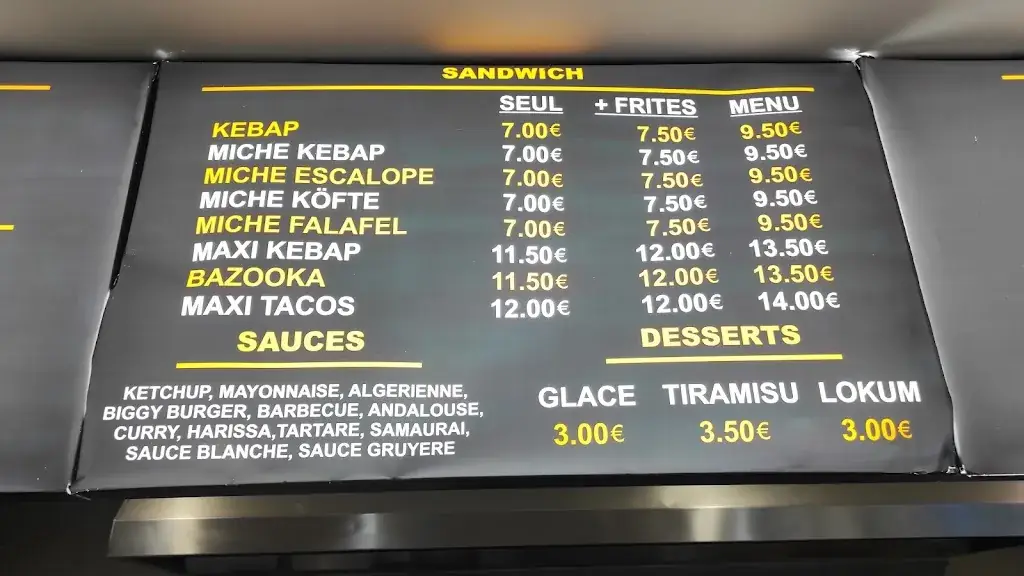 SANDWICH
SEUL + FRITES MENU
KEBAP 7.00€ 7.50€ 9.50€
MICHE KEBAP 7.00€ 7.50€ 9.50€
MICHE ESCALOPE 7.00€ 7.50€ 9.50€
MICHE KÖFTE 7.00€ 7.50€ 9.50€
MICHE FALAFEL 7.00€ 7.50€ 9.50€
MAXI KEBAP 11.50€ 12.00€ 13.50€
BAZOOKA 11.50€ 12.00€ 13.50€
MAXI TACOS 12.00€ 12.00€ 14.00€
SAUCES
KETCHUP, MAYONNAISE, ALGERIENNE,
BIGGY BURGER, BARBECUE, ANDALOUSE,
CURRY, HARISSA,TARTARE, SAMAURAI,
SAUCE BLANCHE, SAUCE GRUYERE
DESSERTS
GLACE TIRAMISU LOKUM
3.00€ 3.50€ 3.00€